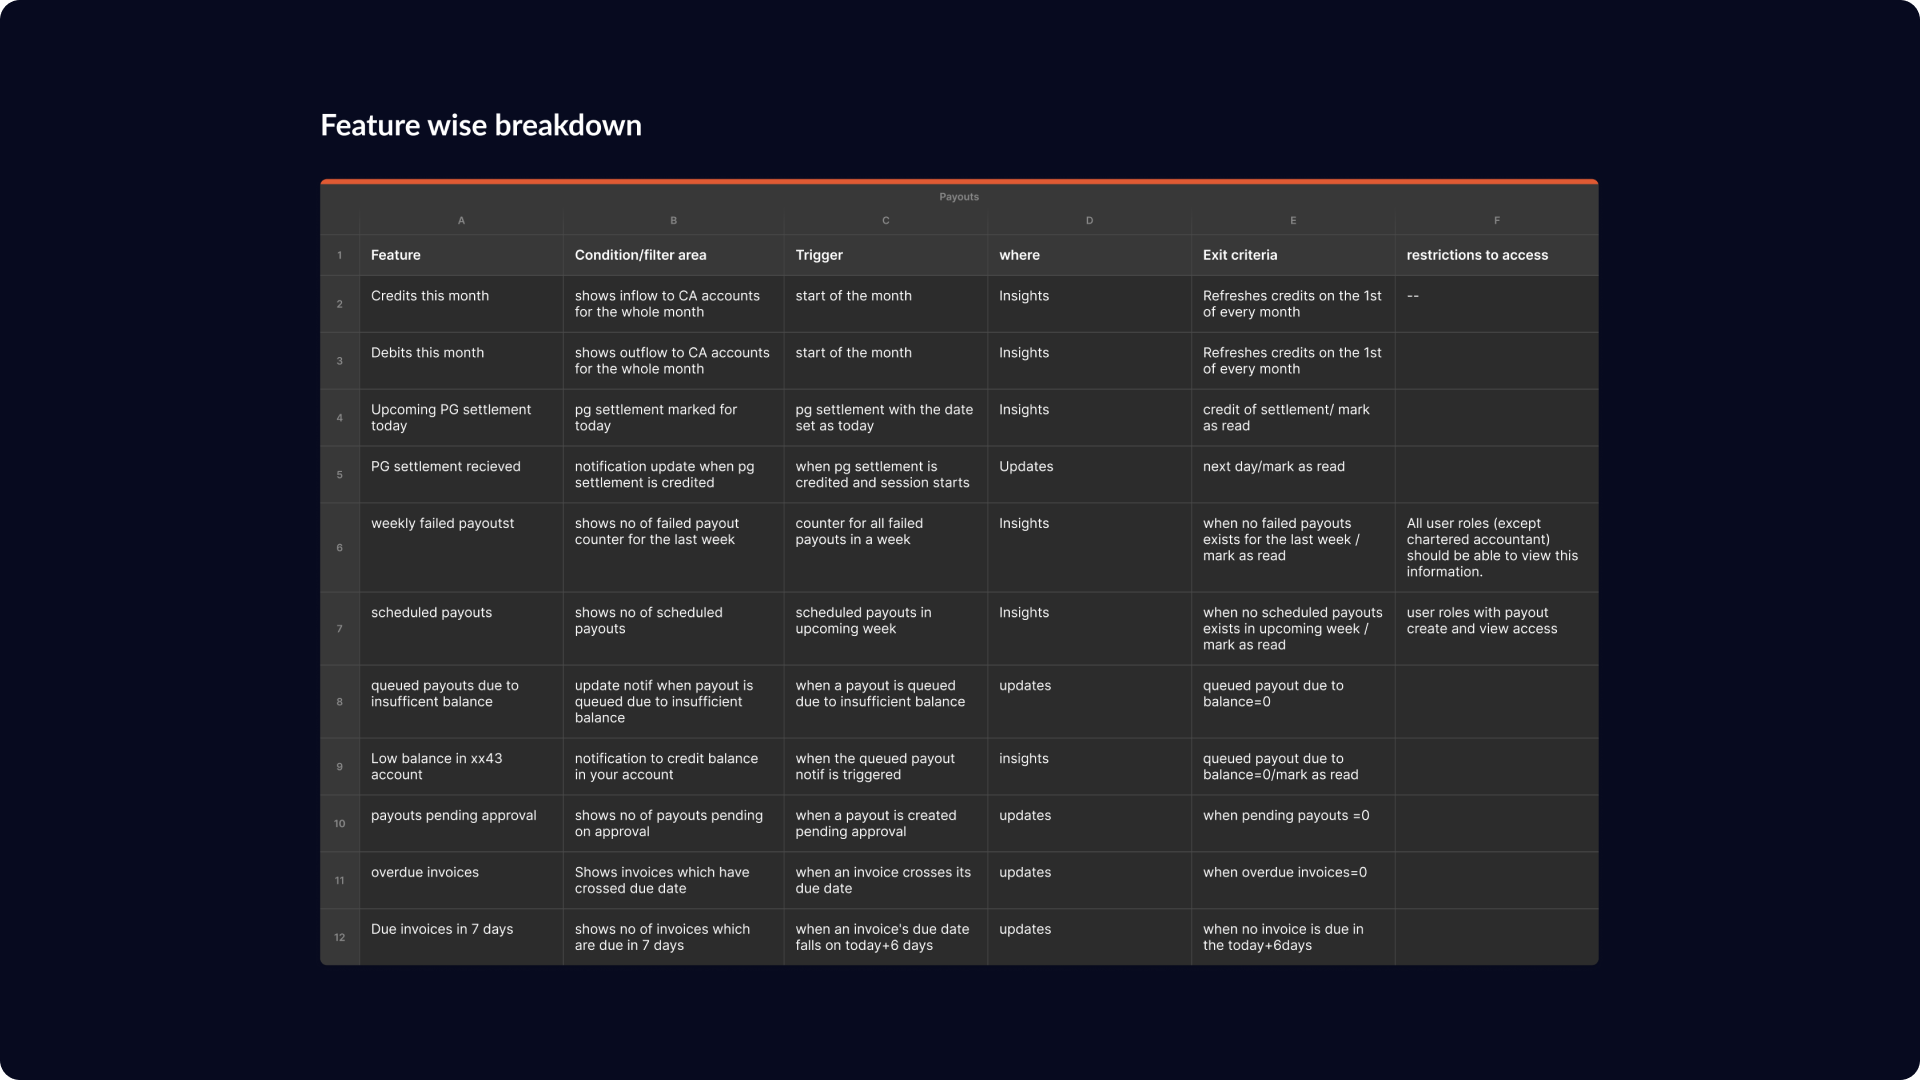 Feature wise breakdown
Payouts
A B C D E F
1 Feature Condition/filter area Trigger where Exit criteria restrictions to access
2 Credits this month shows inflow to CA accounts start of the month Insights Refreshes credits on the 1st --
for the whole month of every month
3 Debits this month shows outflow to CA accounts start of the month Insights Refreshes credits on the 1st
for the whole month of every month
4 Upcoming PG settlement pg settlement marked for pg settlement with the date Insights credit of settlement/ mark
today today set as today as read
5 PG settlement recieved notification update when pg when pg settlement is Updates next day/mark as read
settlement is credited credited and session starts
6 weekly failed payoutst shows no of failed payout counter for all failed Insights when no failed payouts All user roles (except
counter for the last week payouts in a week exists for the last week / chartered accountant)
mark as read should be able to view this
information.
7 scheduled payouts shows no of scheduled scheduled payouts in Insights when no scheduled payouts user roles with payout
payouts upcoming week exists in upcoming week / create and view access
mark as read
8 queued payouts due to update notif when payout is when a payout is queued updates queued payout due to
insufficent balance queued due to insufficient due to insufficient balance balance=0
balance
9 Low balance in xx43 notification to credit balance when the queued payout insights queued payout due to
account in your account notif is triggered balance=0/mark as read
10 payouts pending approval shows no of payouts pending when a payout is created updates when pending payouts =0
on approval pending approval
11 overdue invoices Shows invoices which have when an invoice crosses its updates when overdue invoices=0
crossed due date due date
12 Due invoices in 7 days shows no of invoices which when an invoice's due date updates when no invoice is due in
are due in 7 days falls on today+6 days the today+6days